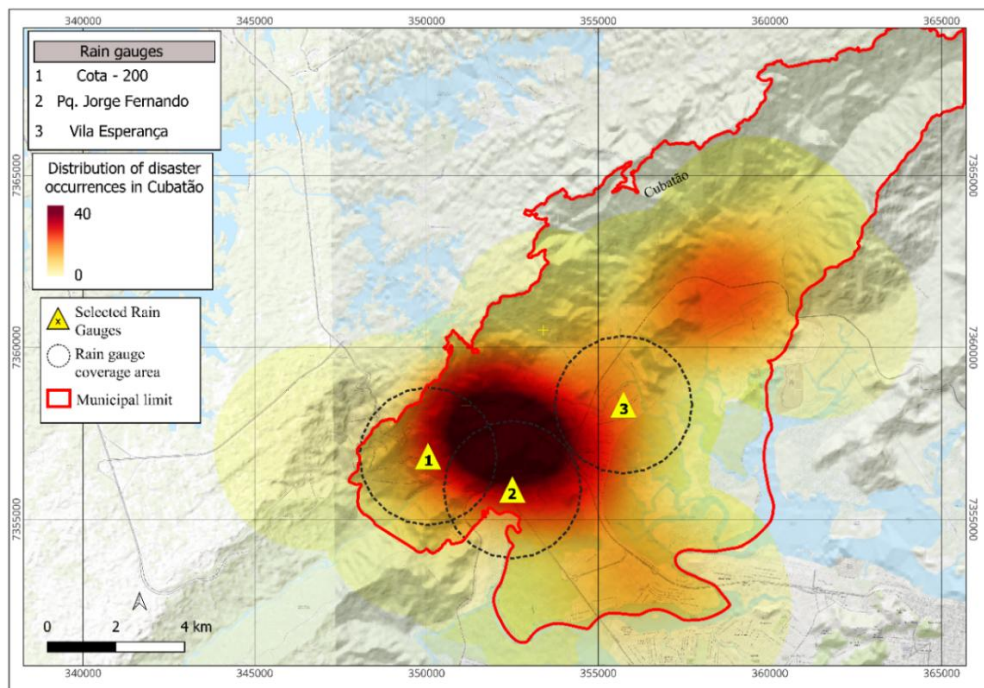 340000 345000 350000 355000 360000 365000
Rain gauges
1 Cota - 200
2 Pq. Jorge Fernando
3 Vila Esperança
Distribution of disaster
occurrences in Cubatão
40
0
x Selected Rain
Gauges
Rain gauge
coverage area
Municipal limit
7365000
7365000
Cubatão
7360000
7360000
3
1
2
7355000
7355000
0 2 4 km
340000 345000 350000 355000 360000 365000